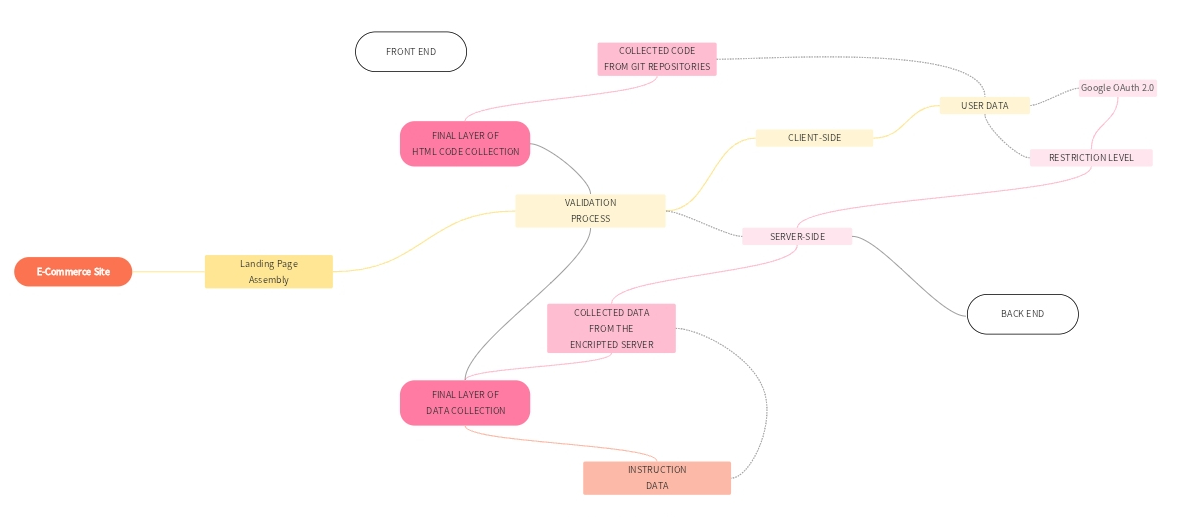 FRONT END
COLLECTED CODE
FROM GIT REPOSITORIES
Google OAuth 2.0
USER DATA
FINAL LAYER OF
HTML CODE COLLECTION
CLIENT-SIDE
RESTRICTION LEVEL
VALIDATION
PROCESS
SERVER-SIDE
E-Commerce Site
Landing Page
Assembly
COLLECTED DATA
FROM THE
ENCRIPTED SERVER
BACK END
FINAL LAYER OF
DATA COLLECTION
INSTRUCTION
DATA